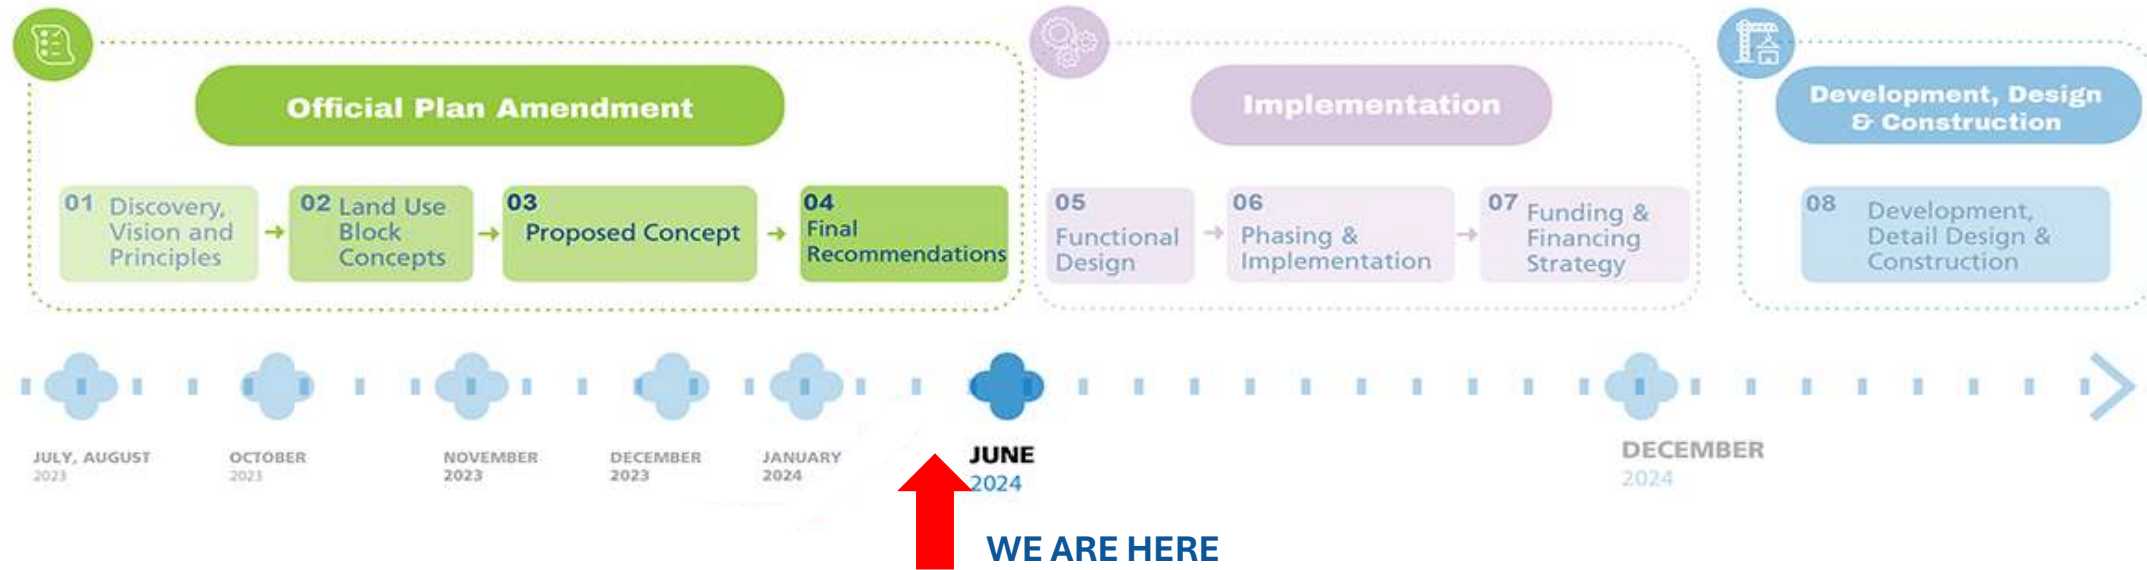 Official Plan Amendment
Implementation
Development, Design
& Construction
01 Discovery,
Vision and
Principles
02 Land Use
Block
Concepts
03
Proposed Concept
04
Final
Recommendations
05
Functional
Design
06
Phasing &
Implementation
07 Funding &
Financing
Strategy
08 Development,
Detail Design &
Construction
JULY, AUGUST
2023
OCTOBER
2023
NOVEMBER
2023
DECEMBER
2023
JANUARY
2024
JUNE
2024
DECEMBER
2024
WE ARE HERE